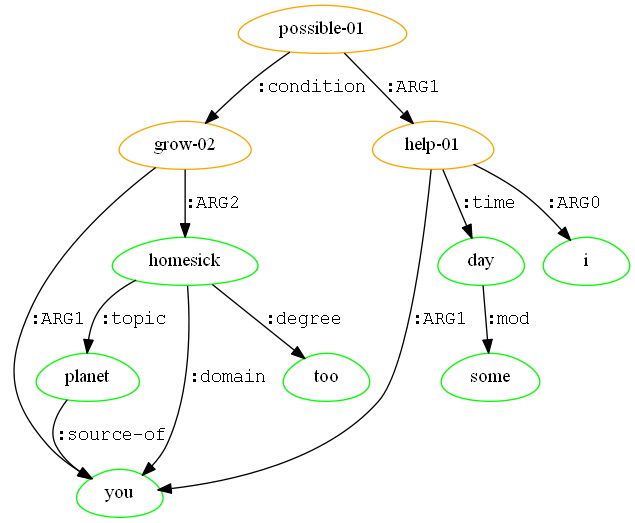 possible-01
:condition :ARG1
grow-02 help-01
:ARG2 :time :ARG0
homesick day i
:ARG1 :topic :degree :ARG1 :mod
:domain
planet too some
:source-of
you